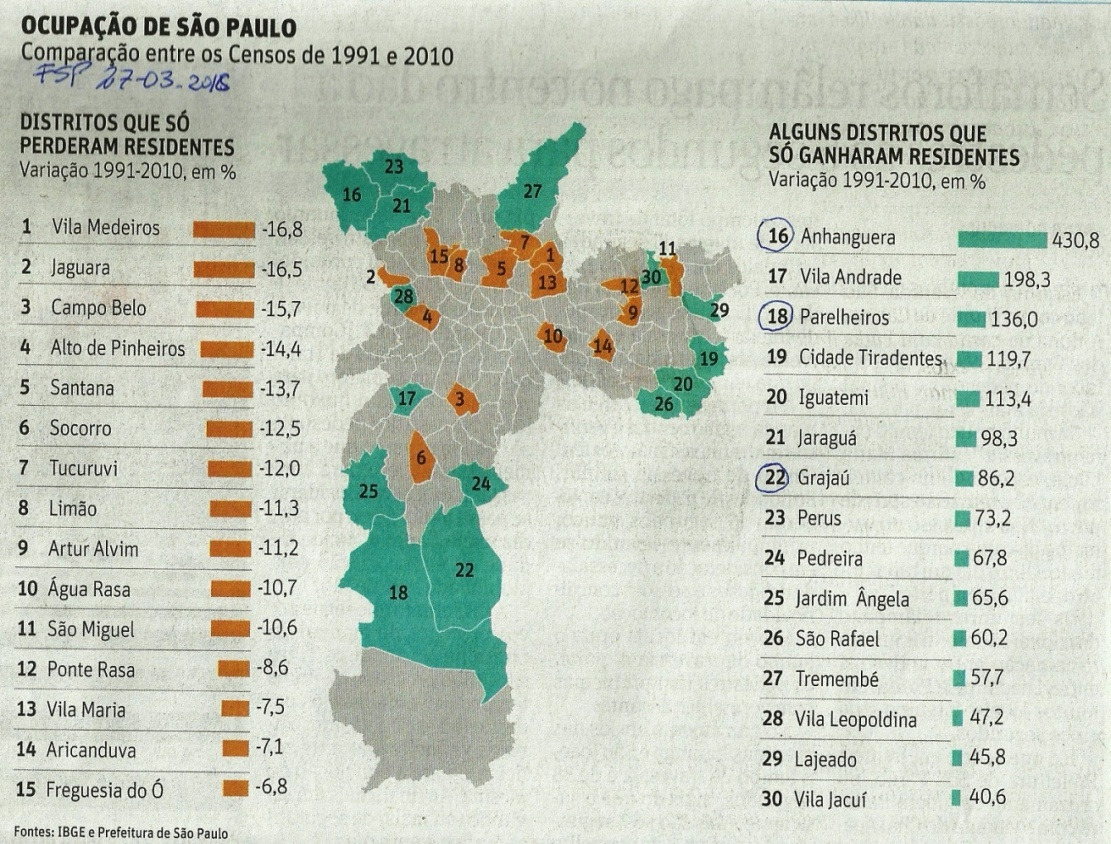 OCUPAÇÃO DE SÃO PAULO
Comparação entre os Censos de 1991 e 2010
FSP 27-03-2018
DISTRITOS QUE SÓ
PERDERAM RESIDENTES
Variação 1991-2010, em %
1 Vila Medeiros -16,8
2 Jaguara -16,5
3 Campo Belo -15,7
4 Alto de Pinheiros -14,4
5 Santana -13,7
6 Socorro -12,5
7 Tucuruvi -12,0
8 Limão -11,3
9 Artur Alvim -11,2
10 Água Rasa -10,7
11 São Miguel -10,6
12 Ponte Rasa -8,6
13 Vila Maria -7,5
14 Aricanduva -7,1
15 Freguesia do Ó -6,8
Fontes: IBGE e Prefeitura de São Paulo
23
16
21
27
7
15
8
5
1
13
2
28
4
11
30
12
9
29
10
14
19
20
26
17
3
6
25
24
22
18
ALGUNS DISTRITOS QUE
SÓ GANHARAM RESIDENTES
Variação 1991-2010, em %
16 Anhanguera 430,8
17 Vila Andrade 198,3
18 Parelheiros 136,0
19 Cidade Tiradentes 119,7
20 Iguatemi 113,4
21 Jaraguá 98,3
22 Grajaú 86,2
23 Perus 73,2
24 Pedreira 67,8
25 Jardim Ângela 65,6
26 São Rafael 60,2
27 Tremembé 57,7
28 Vila Leopoldina 47,2
29 Lajeado 45,8
30 Vila Jacuí 40,6